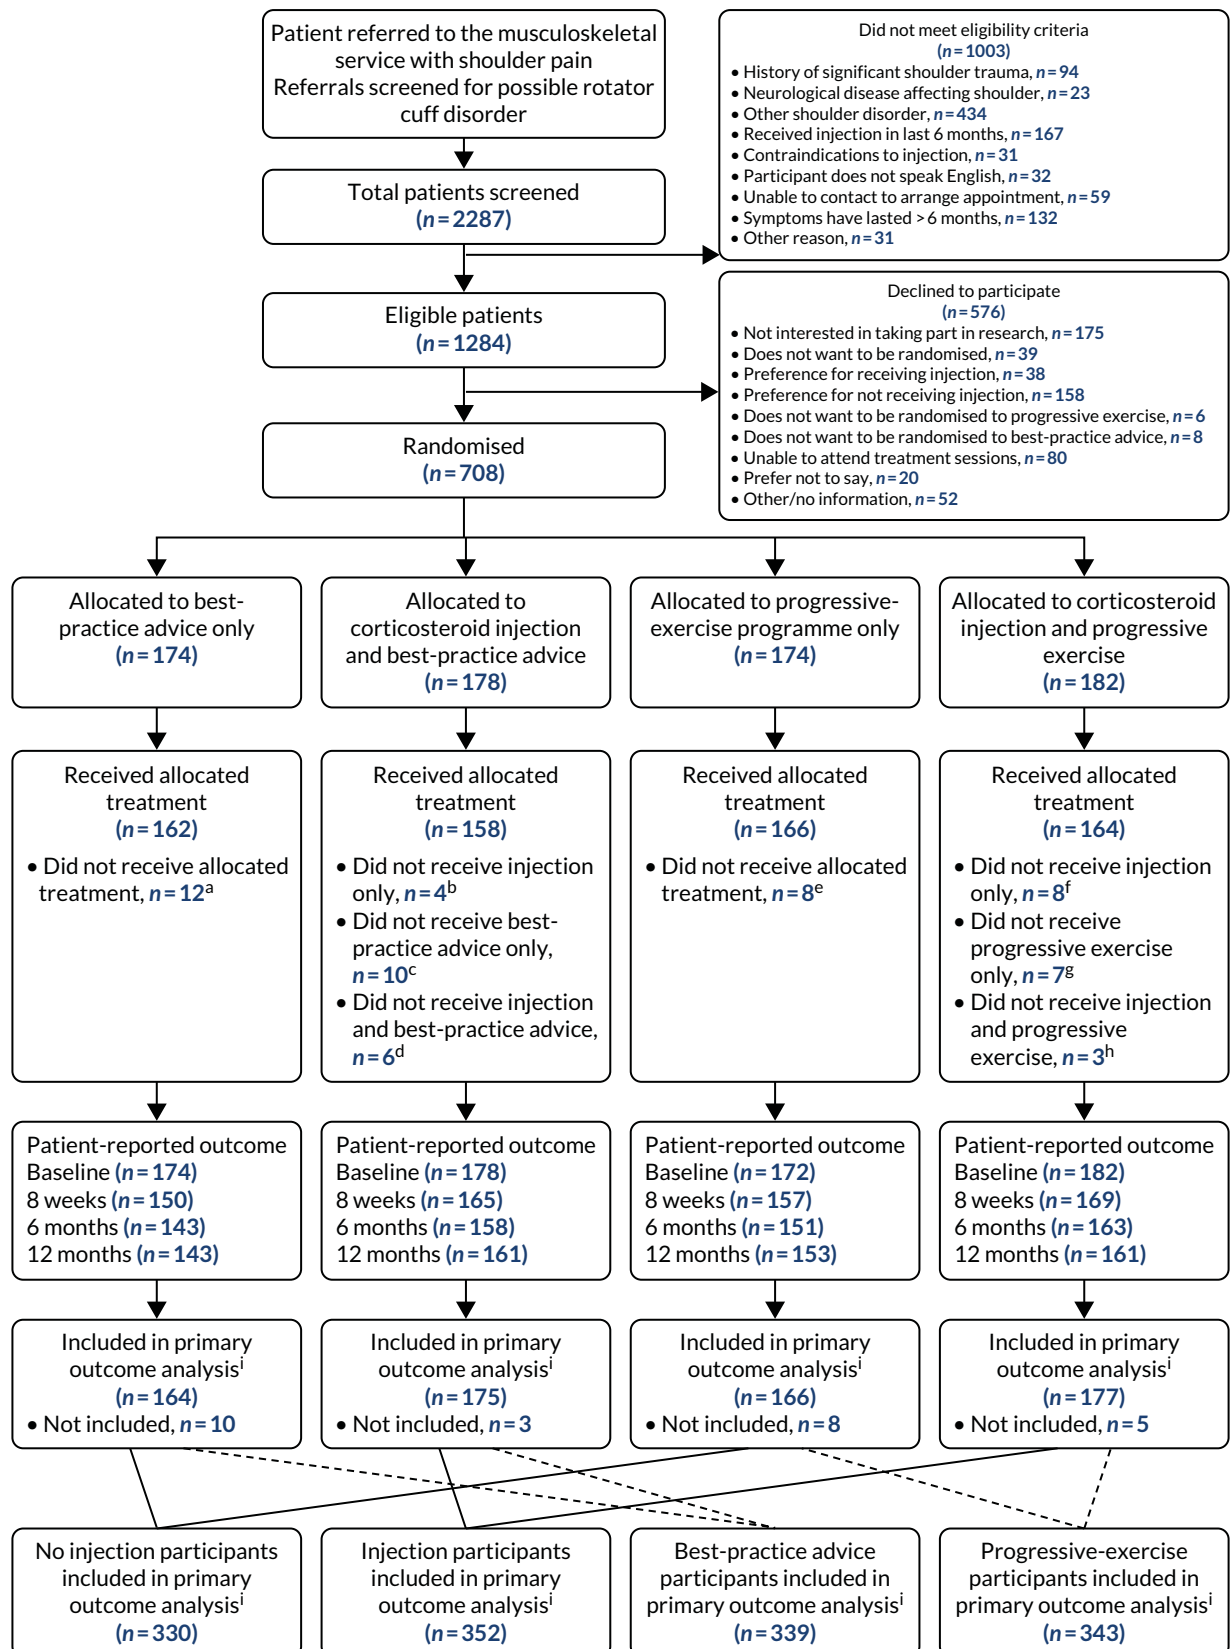 Patient referred to the musculoskeletal
service with shoulder pain
Referrals screened for possible rotator
cuff disorder
Did not meet eligibility criteria
(n=1003)
• History of significant shoulder trauma, n=94
• Neurological disease affecting shoulder, n=23
• Other shoulder disorder, n=434
• Received injection in last 6 months, n=167
• Contraindications to injection, n=31
• Participant does not speak English, n=32
• Unable to contact to arrange appointment, n=59
• Symptoms have lasted >6 months, n=132
• Other reason, n=31
Total patients screened
(n=2287)
Eligible patients
(n=1284)
Declined to participate
(n=576)
• Not interested in taking part in research, n=175
• Does not want to be randomised, n=39
• Preference for receiving injection, n=38
• Preference for not receiving injection, n=158
• Does not want to be randomised to progressive exercise, n=6
• Does not want to be randomised to best-practice advice, n=8
• Unable to attend treatment sessions, n=80
• Prefer not to say, n=20
• Other/no information, n=52
Randomised
(n=708)
Allocated to best-
practice advice only
(n=174)
Allocated to
corticosteroid injection
and best-practice advice
(n=178)
Allocated to progressive-
exercise programme only
(n=174)
Allocated to corticosteroid
injection and progressive
exercise
(n=182)
Received allocated
treatment
(n=162)
• Did not receive allocated
treatment, n=12a
Received allocated
treatment
(n=158)
• Did not receive injection
only, n=4b
• Did not receive best-
practice advice only,
n=10c
• Did not receive injection
and best-practice advice,
n=6d
Received allocated
treatment
(n=166)
• Did not receive allocated
treatment, n=8e
Received allocated
treatment
(n=164)
• Did not receive injection
only, n=8f
• Did not receive
progressive exercise
only, n=7g
• Did not receive injection
and progressive
exercise, n=3h
Patient-reported outcome
Baseline (n=174)
8 weeks (n=150)
6 months (n=143)
12 months (n=143)
Patient-reported outcome
Baseline (n=178)
8 weeks (n=165)
6 months (n=158)
12 months (n=161)
Patient-reported outcome
Baseline (n=172)
8 weeks (n=157)
6 months (n=151)
12 months (n=153)
Patient-reported outcome
Baseline (n=182)
8 weeks (n=169)
6 months (n=163)
12 months (n=161)
Included in primary
outcome analysisi
(n=164)
• Not included, n=10
Included in primary
outcome analysisi
(n=175)
• Not included, n=3
Included in primary
outcome analysisi
(n=166)
• Not included, n=8
Included in primary
outcome analysisi
(n=177)
• Not included, n=5
No injection participants
included in primary
outcome analysisi
(n=330)
Injection participants
included in primary
outcome analysisi
(n=352)
Best-practice advice
participants included in
primary outcome analysisi
(n=339)
Progressive-exercise
participants included in
primary outcome analysisi
(n=343)